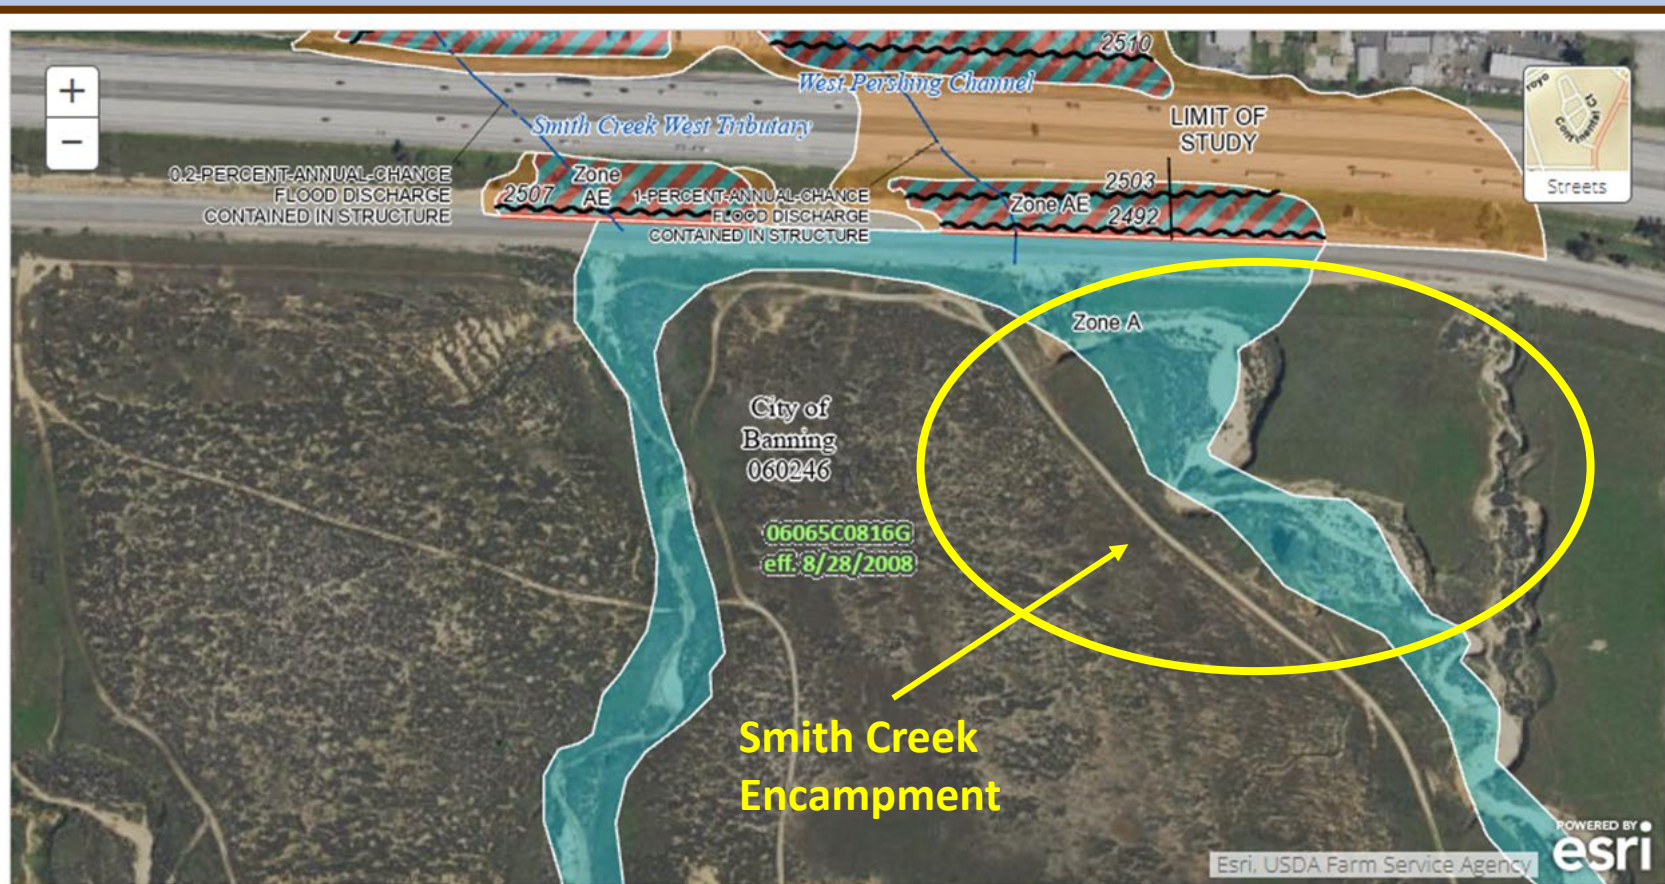 +
−
2510
West Pershing Channel
LIMIT OF
STUDY
Smith Creek West Tributary
Streets
0.2-PERCENT-ANNUAL-CHANCE
FLOOD DISCHARGE
CONTAINED IN STRUCTURE
2507
Zone
AE
1-PERCENT-ANNUAL-CHANCE
FLOOD DISCHARGE
CONTAINED IN STRUCTURE
2503
Zone AE
2492
Zone A
City of
Banning
060246
06065C0816G
eff. 8/28/2008
Smith Creek
Encampment
POWERED BY
esri
Esri, USDA Farm Service Agency